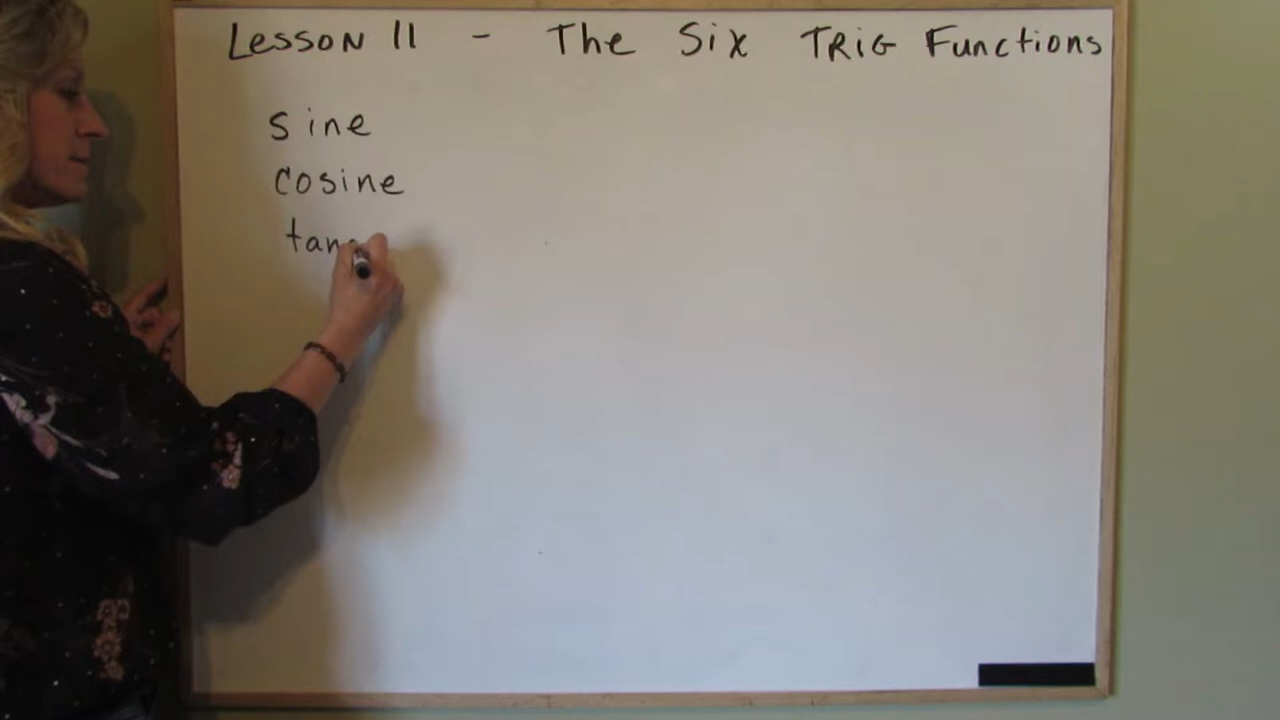 Lesson 11 - The Six TRiG Functions
sine
cosine
tan